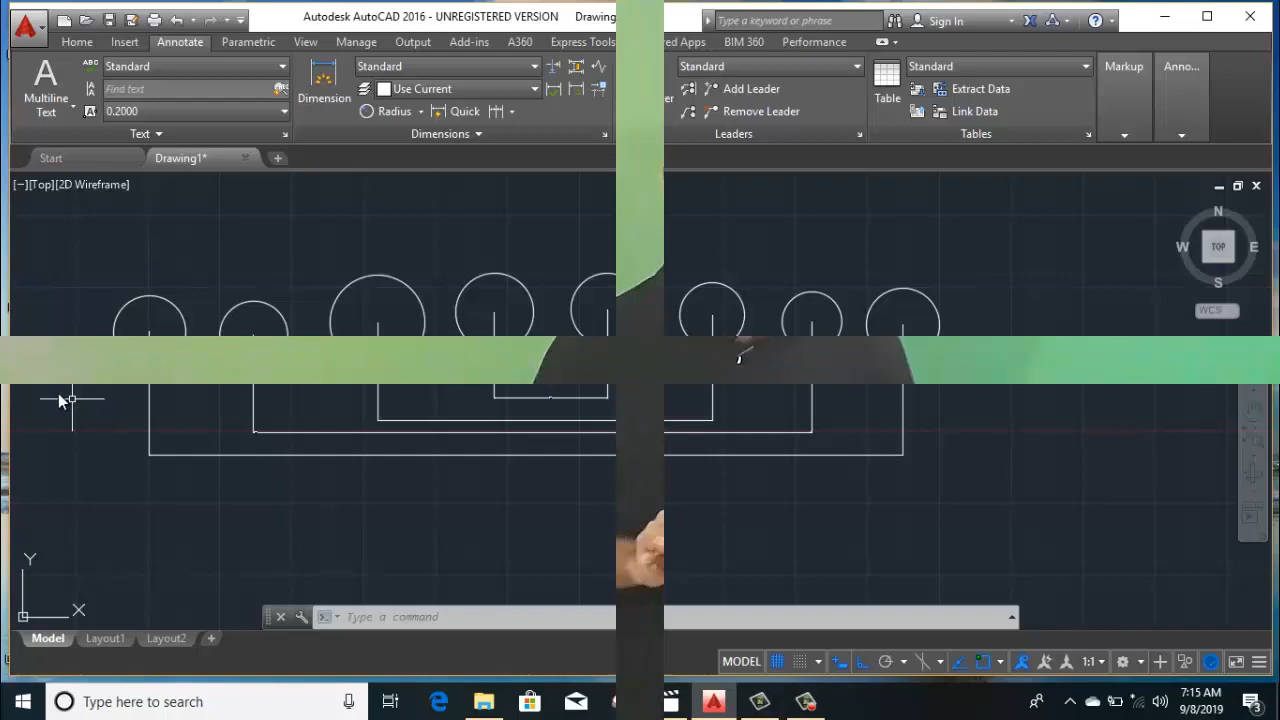 Autodesk AutoCAD 2016 - UNREGISTERED VERSION Drawing
Type a keyword or phrase
Sign In
Home Insert Annotate Parametric View Manage Output Add-ins A360 Express Tools
ed Apps BIM 360 Performance
A
ABC
Standard
Standard
Standard
Standard
Markup
Anno...
Multiline
Text
Find text
Dimension
Use Current
Add Leader
Table
Extract Data
0.2000
Radius
Quick
Remove Leader
Link Data
Text
Dimensions
Leaders
Tables
Start
Drawing1*
[−][Top][2D Wireframe]
N
W
TOP
E
S
WCS
Y
X
Type a command
Model Layout1 Layout2
MODEL
1:1
Type here to search
7:15 AM
9/8/2019
3